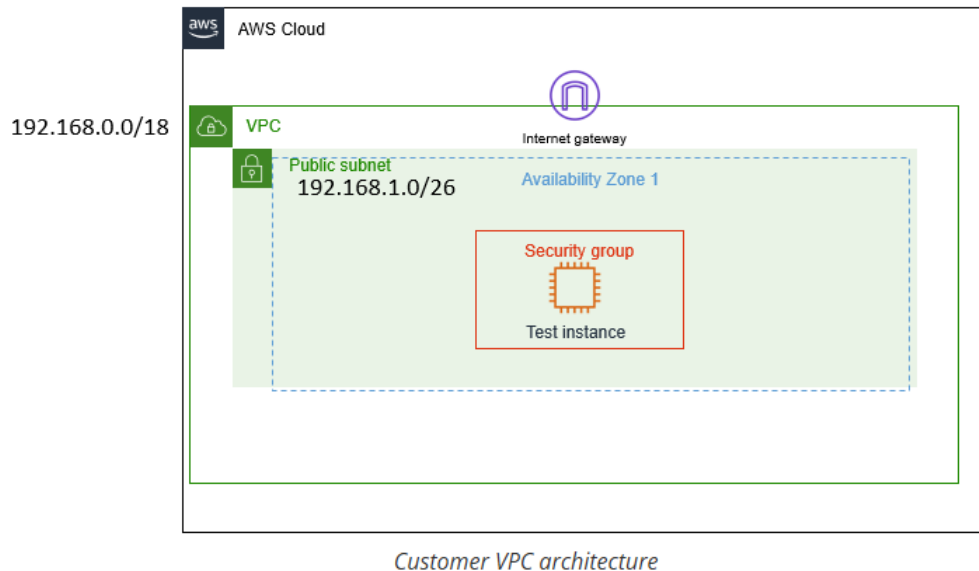 aws
AWS Cloud
Internet gateway
192.168.0.0/18
VPC
Public subnet
192.168.1.0/26
Availability Zone 1
Security group
Test instance
Customer VPC architecture